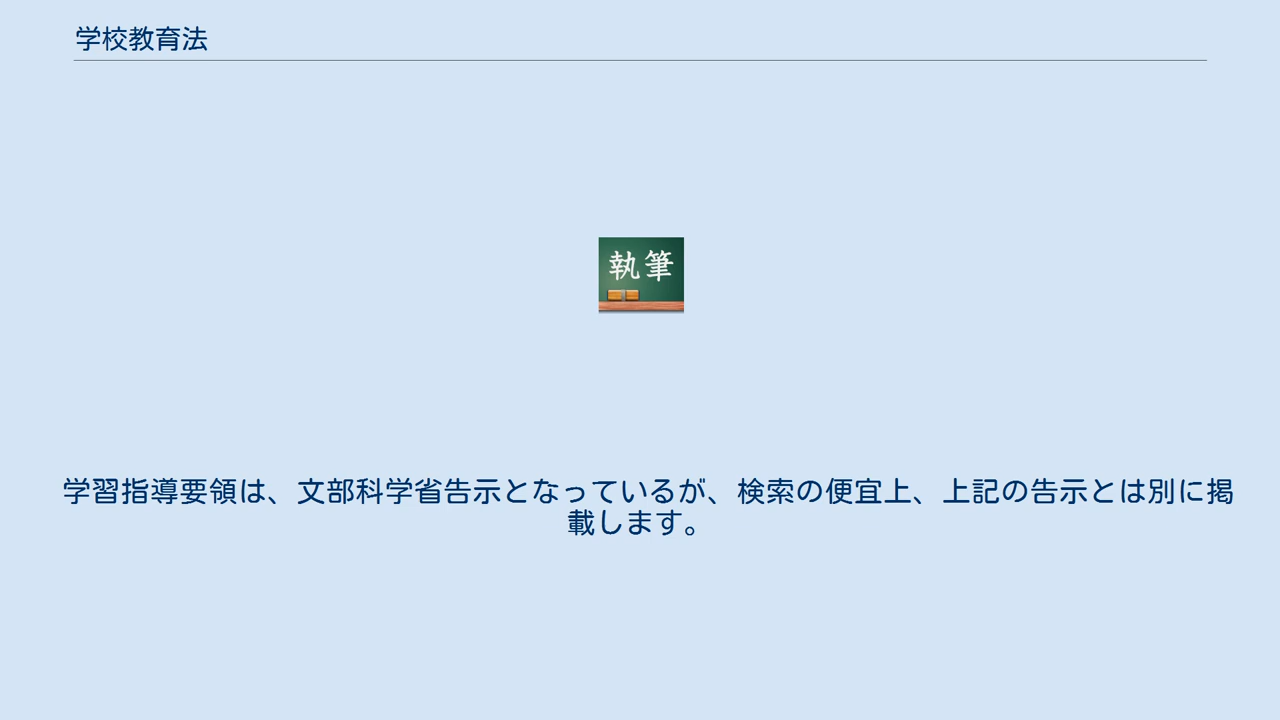 学校教育法
執筆
学習指導要領は、文部科学省告示となっているが、検索の便宜上、上記の告示とは別に掲
載します。